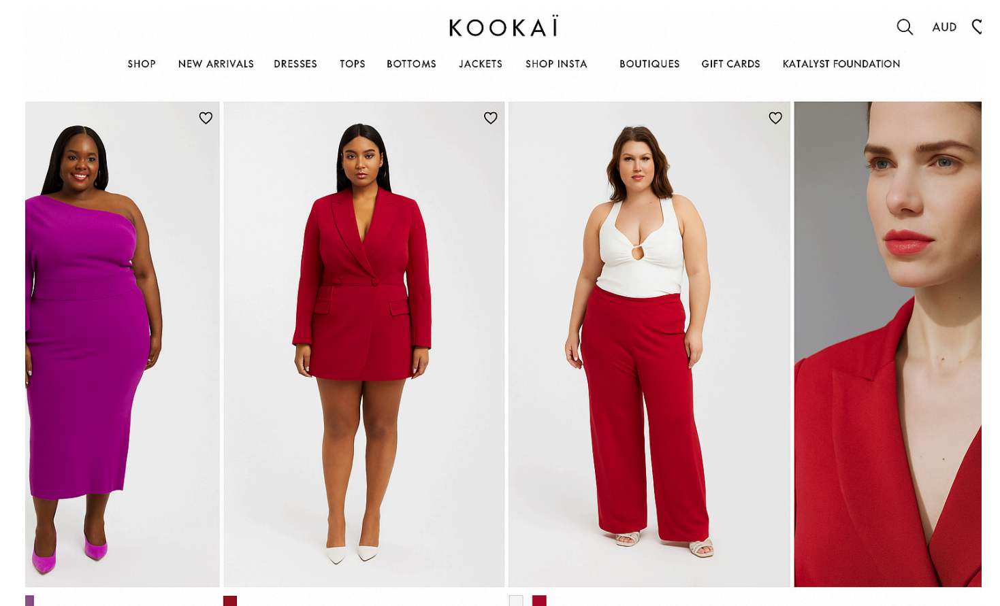 KOOKAÏ
AUD
SHOP NEW ARRIVALS DRESSES TOPS BOTTOMS JACKETS SHOP INSTA BOUTIQUES GIFT CARDS KATALYST FOUNDATION